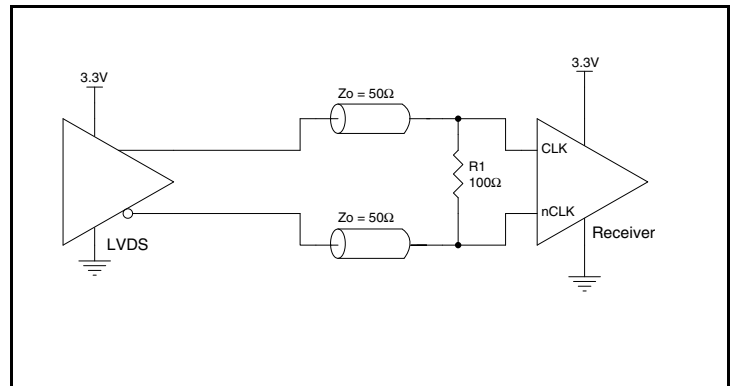 3.3V
Zo = 50Ω
3.3V
CLK
R1
100Ω
nCLK
Zo = 50Ω
LVDS
Receiver